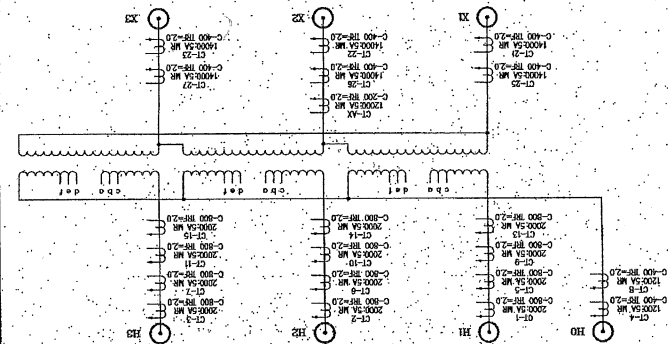 H0
H1
H2
H3
CT-4
1200:5A MR
C-400 TRF=2.0
CT-8
1200:5A MR
C-400 TRF=2.0
CT-1
2000:5A MR
C-800 TRF=2.0
CT-5
2000:5A MR
C-800 TRF=2.0
CT-9
2000:5A MR
C-800 TRF=2.0
CT-13
2000:5A MR
C-800 TRF=2.0
CT-2
2000:5A MR
C-800 TRF=2.0
CT-6
2000:5A MR
C-800 TRF=2.0
CT-10
2000:5A MR
C-800 TRF=2.0
CT-14
2000:5A MR
C-800 TRF=2.0
CT-3
2000:5A MR
C-800 TRF=2.0
CT-7
2000:5A MR
C-800 TRF=2.0
CT-11
2000:5A MR
C-800 TRF=2.0
CT-15
2000:5A MR
C-800 TRF=2.0
a b c d e f
a b c d e f
a b c d e f
CT-25
14000:5A MR
C-400 TRF=2.0
CT-21
14000:5A MR
C-400 TRF=2.0
CT-AX
1200:5A MR
C-200 TRF=2.0
CT-26
14000:5A MR
C-400 TRF=2.0
CT-22
14000:5A MR
C-400 TRF=2.0
CT-27
14000:5A MR
C-400 TRF=2.0
CT-23
14000:5A MR
C-400 TRF=2.0
X1
X2
X3